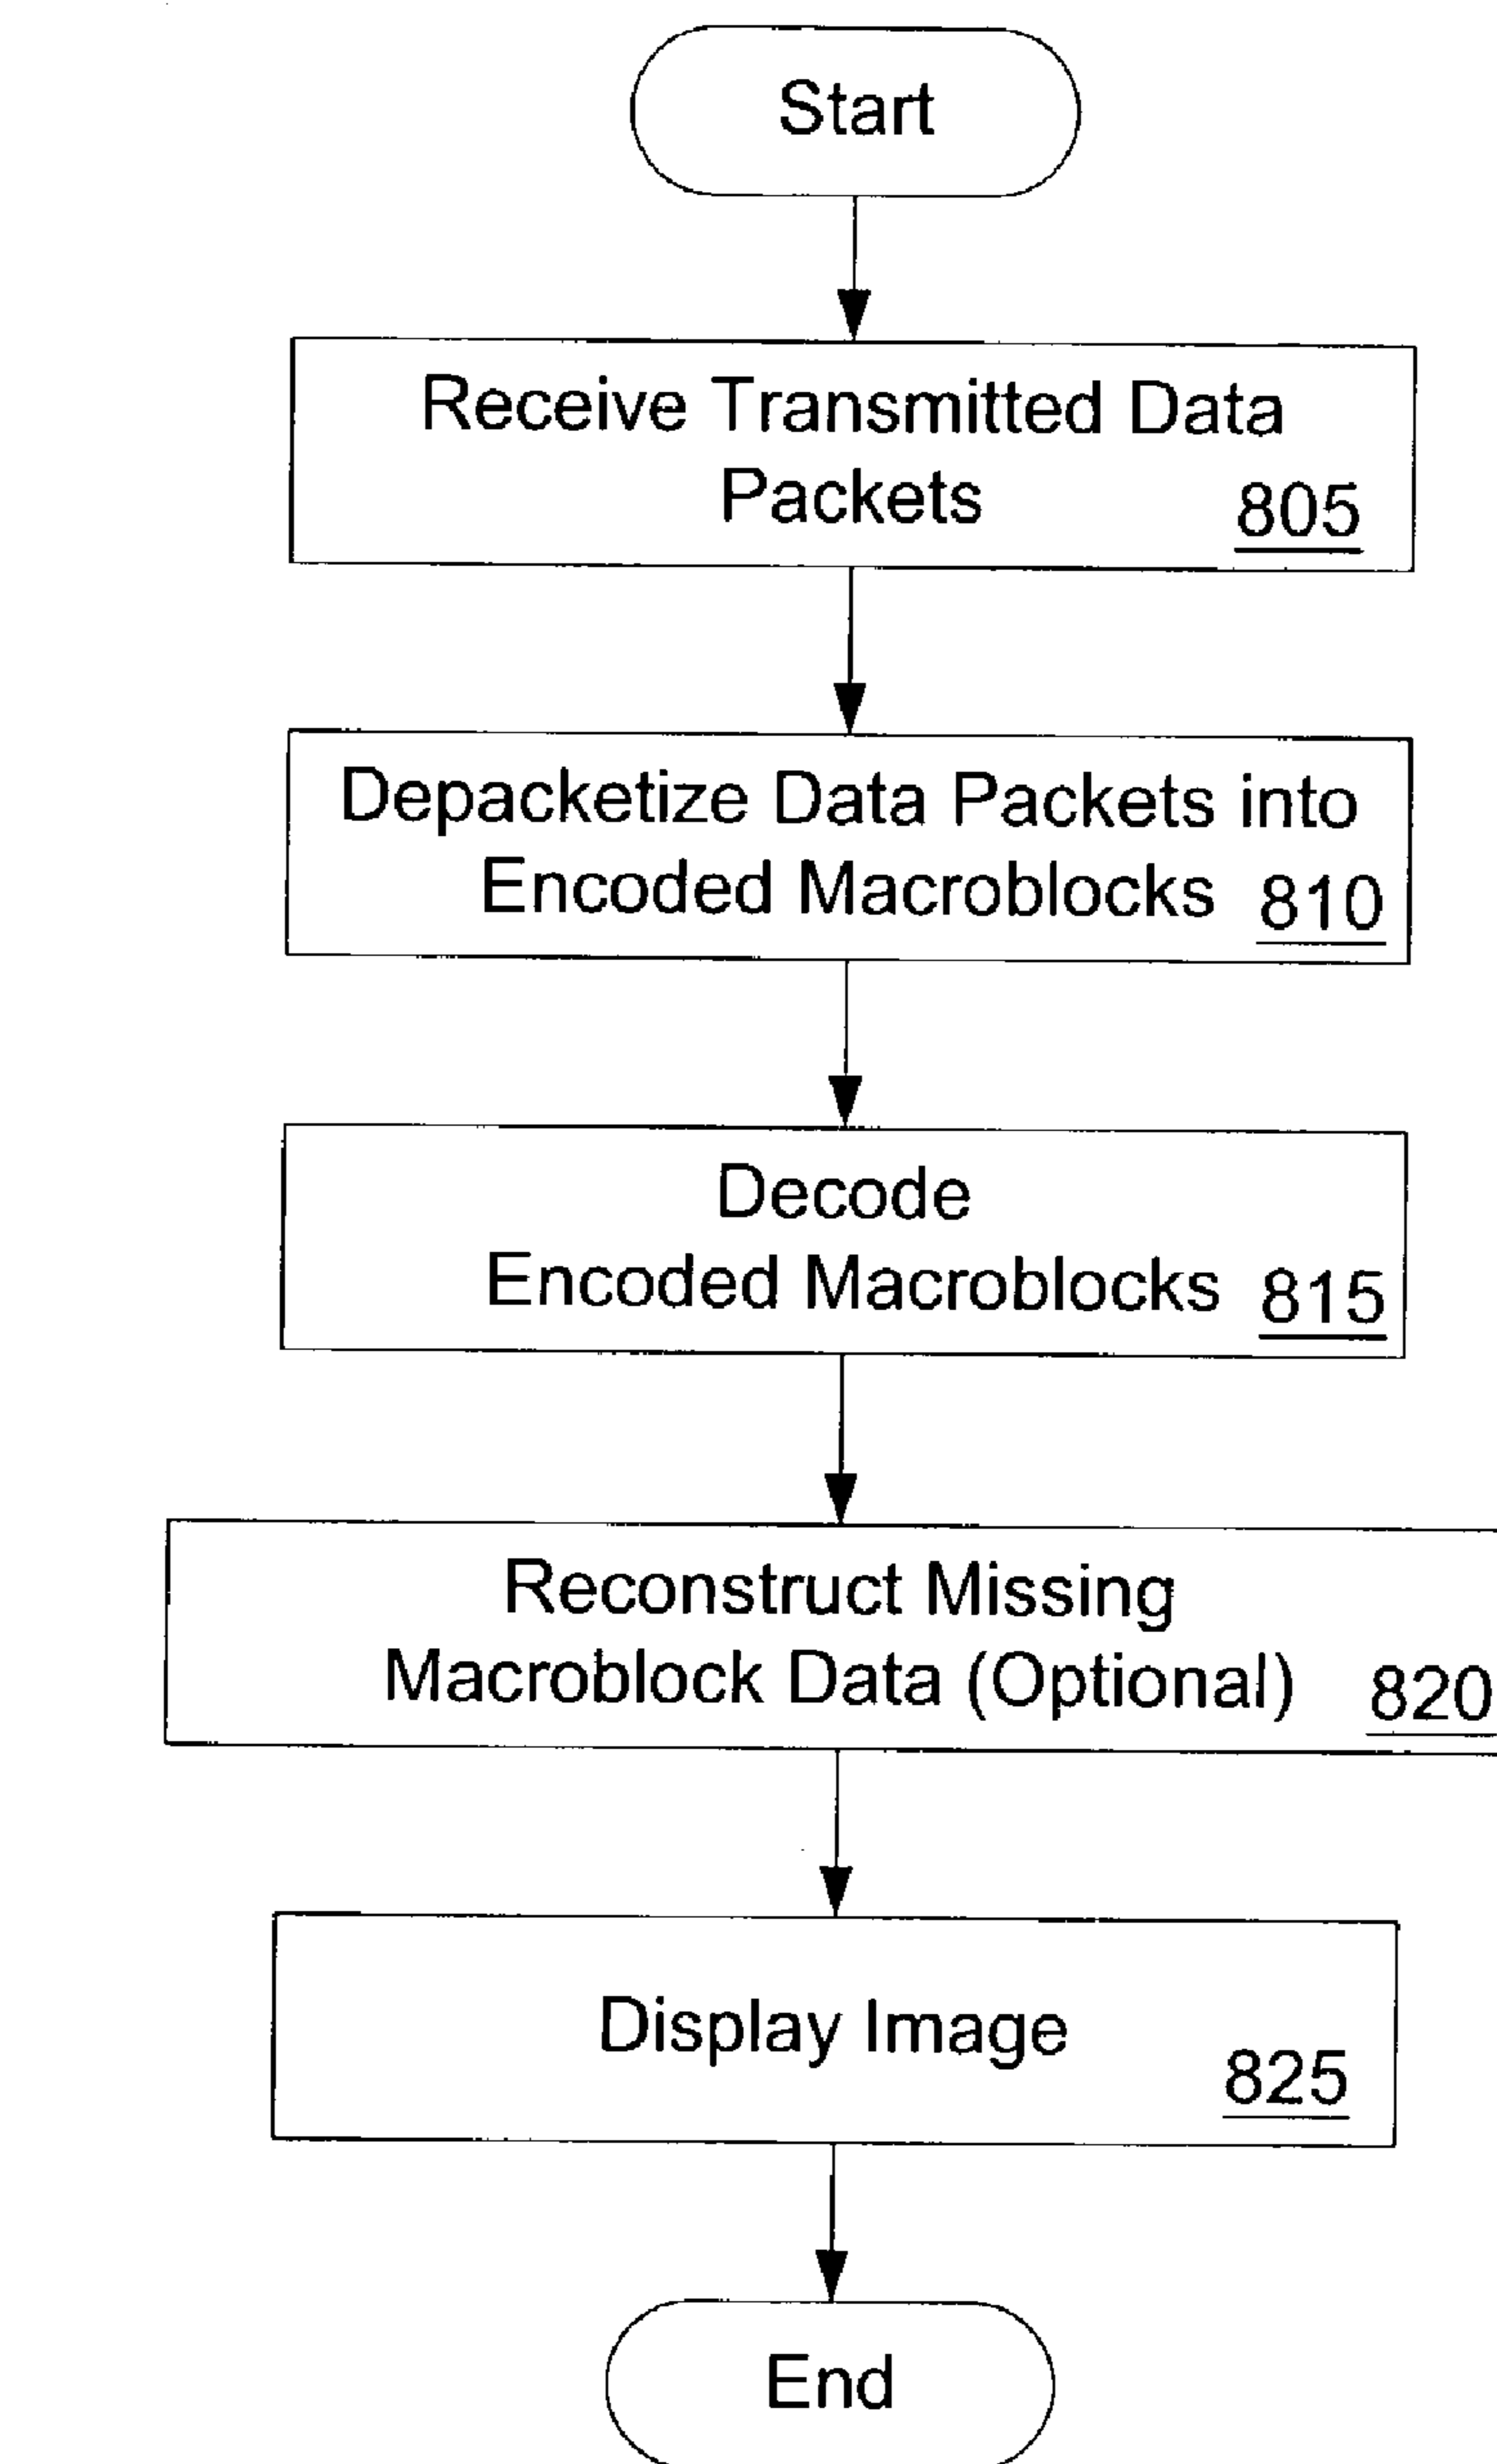 Start
Receive Transmitted Data
Packets 805
Depacketize Data Packets into
Encoded Macroblocks 810
Decode
Encoded Macroblocks 815
Reconstruct Missing
Macroblock Data (Optional) 820
Display Image
825
End